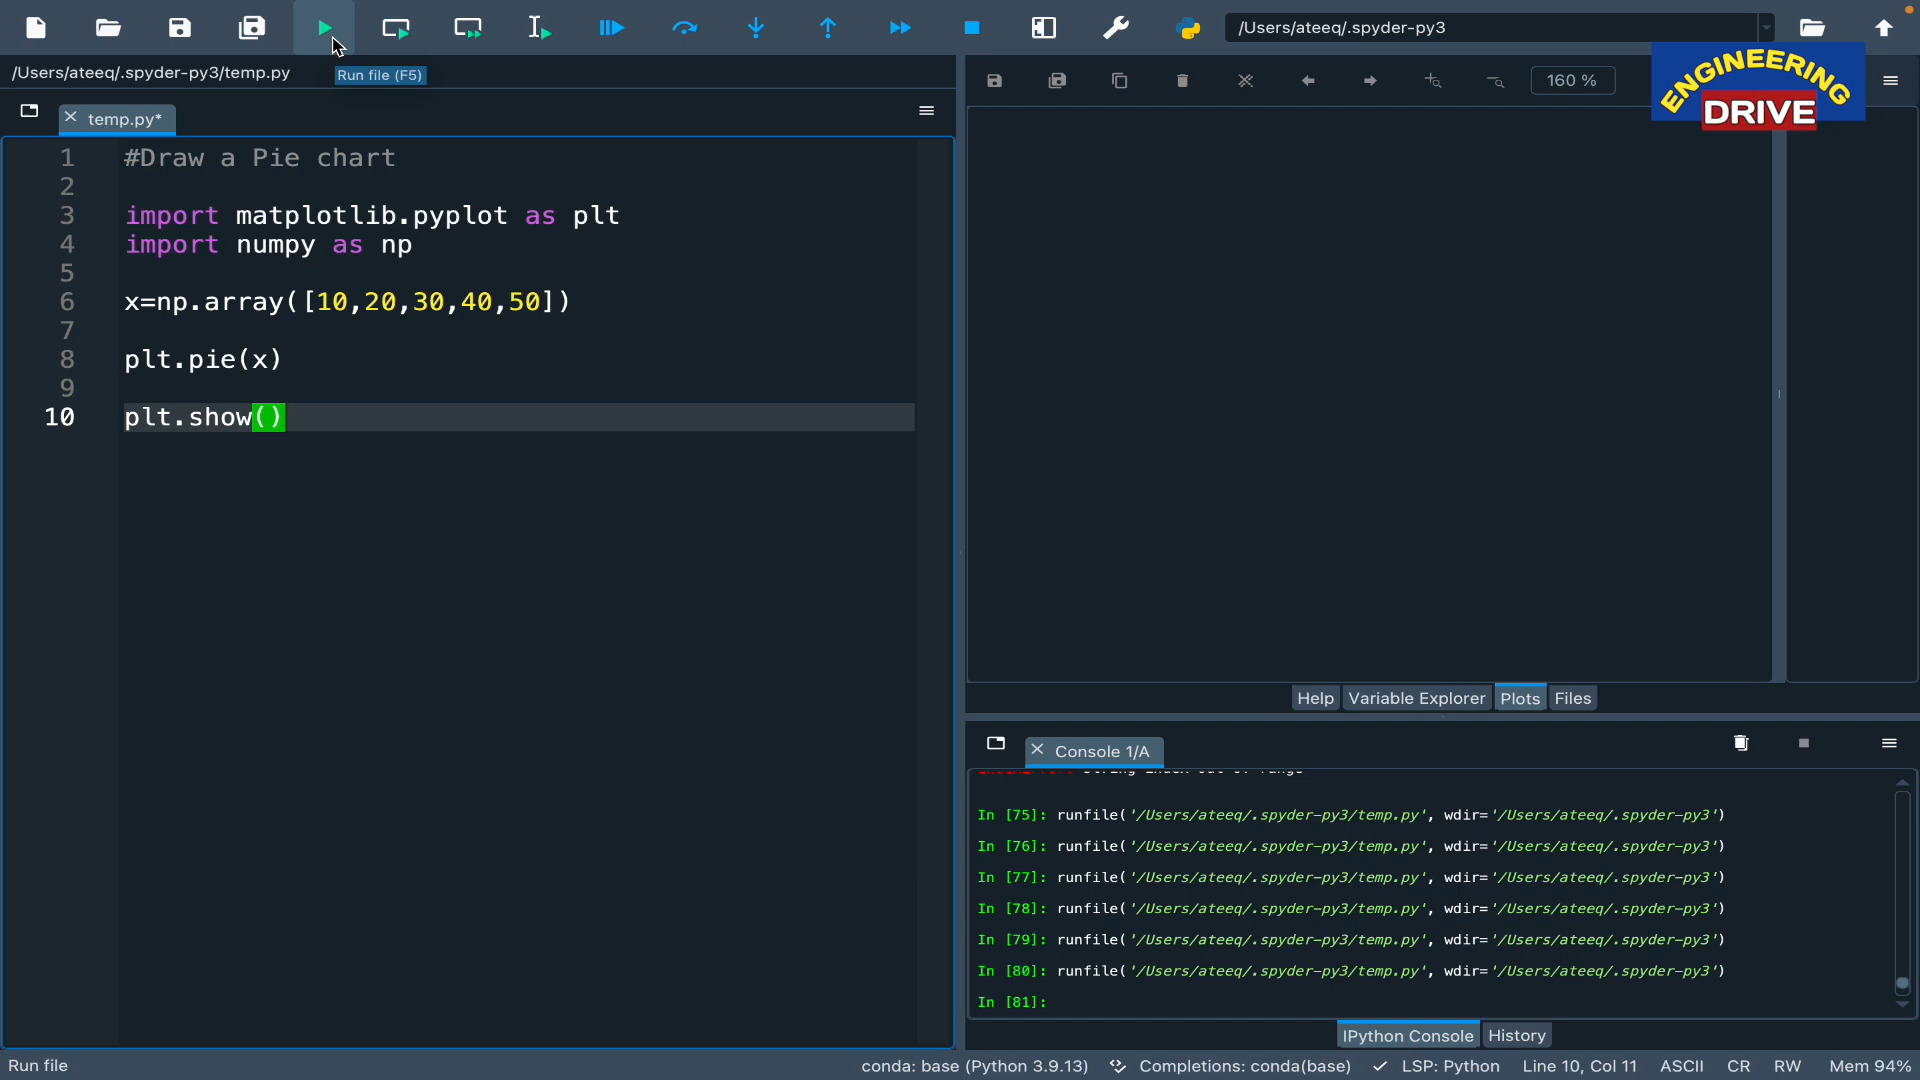 /Users/ateeq/.spyder-py3
/Users/ateeq/.spyder-py3/temp.py
Run file (F5)
160 %
ENGINEERING
DRIVE
temp.py*
1 #Draw a Pie chart
2
3 import matplotlib.pyplot as plt
4 import numpy as np
5
6 x=np.array([10,20,30,40,50])
7
8 plt.pie(x)
9
10 plt.show()
Help Variable Explorer Plots Files
Console 1/A
string index out of range
In [75]: runfile('/Users/ateeq/.spyder-py3/temp.py', wdir='/Users/ateeq/.spyder-py3')
In [76]: runfile('/Users/ateeq/.spyder-py3/temp.py', wdir='/Users/ateeq/.spyder-py3')
In [77]: runfile('/Users/ateeq/.spyder-py3/temp.py', wdir='/Users/ateeq/.spyder-py3')
In [78]: runfile('/Users/ateeq/.spyder-py3/temp.py', wdir='/Users/ateeq/.spyder-py3')
In [79]: runfile('/Users/ateeq/.spyder-py3/temp.py', wdir='/Users/ateeq/.spyder-py3')
In [80]: runfile('/Users/ateeq/.spyder-py3/temp.py', wdir='/Users/ateeq/.spyder-py3')
In [81]:
IPython Console History
Run file
conda: base (Python 3.9.13) Completions: conda(base) LSP: Python Line 10, Col 11 ASCII CR RW Mem 94%